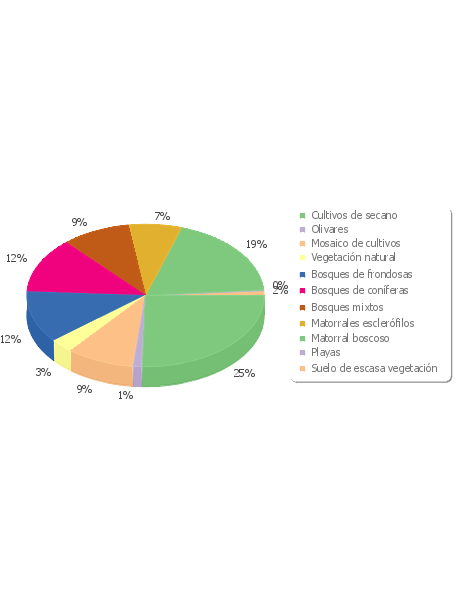 7%
9%
19%
12%
0%
2%
12%
3%
25%
9%
1%
Cultivos de secano
Olivares
Mosaico de cultivos
Vegetación natural
Bosques de frondosas
Bosques de coníferas
Bosques mixtos
Matorrales esclerófilos
Matorral boscoso
Playas
Suelo de escasa vegetación